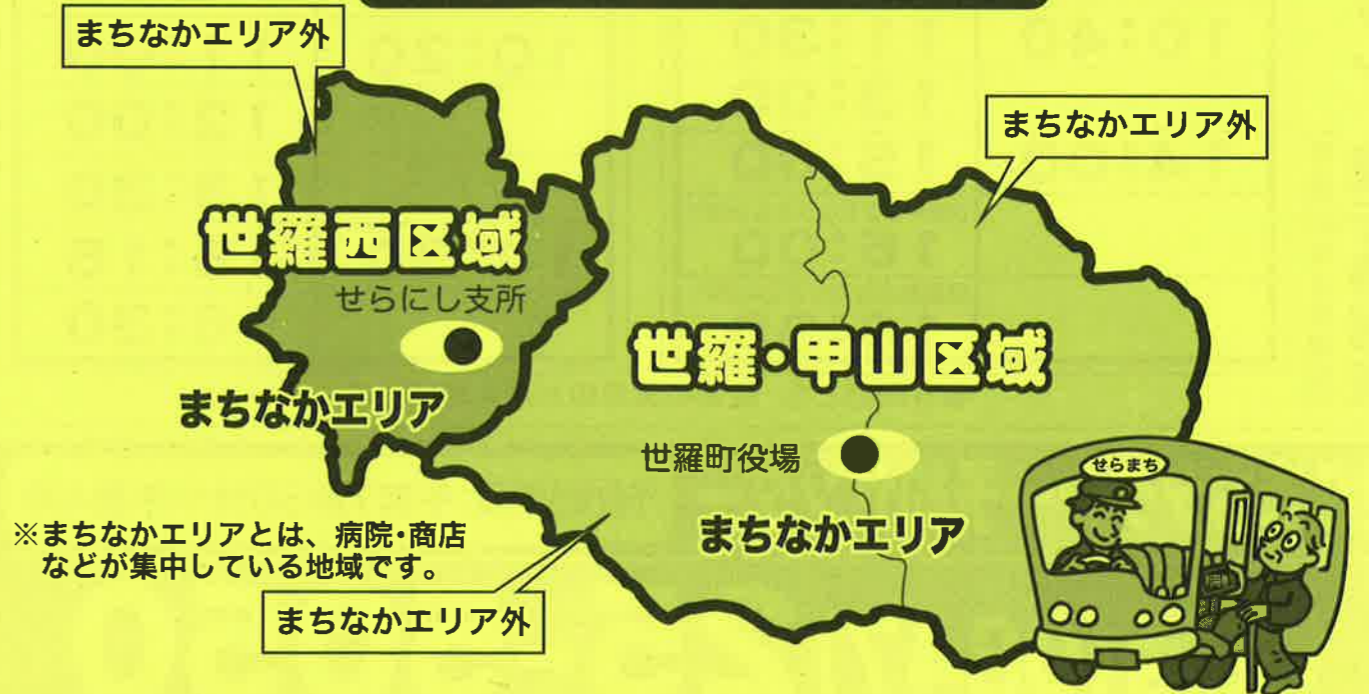 まちなかエリア外
まちなかエリア外
世羅西区域
せらにし支所
まちなかエリア
世羅・甲山区域
世羅町役場
まちなかエリア
せらまち
※まちなかエリアとは、病院・商店
などが集中している地域です。
まちなかエリア外